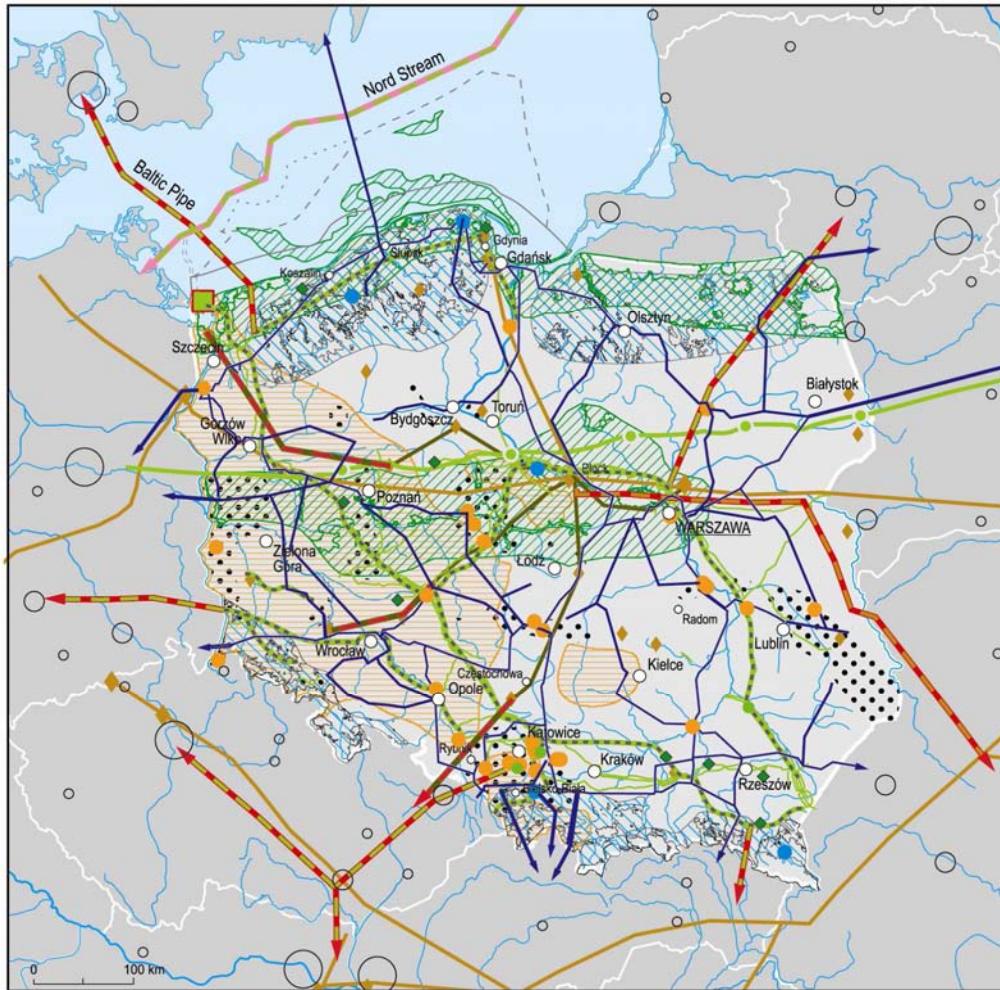 Nord Stream
Baltic Pipe
Gdynia
Słupsk
Gdańsk
Koszalin
Olsztyn
Szczecin
Białystok
Toruń
Bydgoszcz
Gorzów
Wlkp.
Płock
Poznań
WARSZAWA
Zielona
Góra
Łódź
Radom
Lublin
Wrocław
Kielce
Częstochowa
Opole
Katowice
Rybnik
Kraków
Rzeszów
Bielsko-Biała
0 100 km